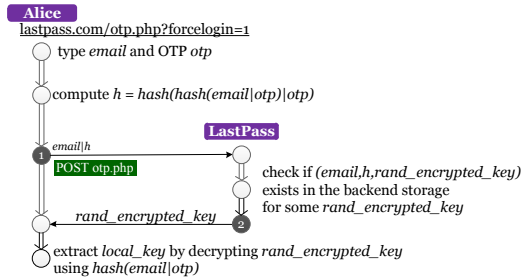 Alice
lastpass.com/otp.php?forcelogin=1
type email and OTP otp
compute h = hash(hash(email|otp)|otp)
LastPass
email|h
1
POST otp.php
check if (email,h,rand_encrypted_key)
exists in the backend storage
for some rand_encrypted_key
rand_encrypted_key
2
extract local_key by decrypting rand_encrypted_key
using hash(email|otp)